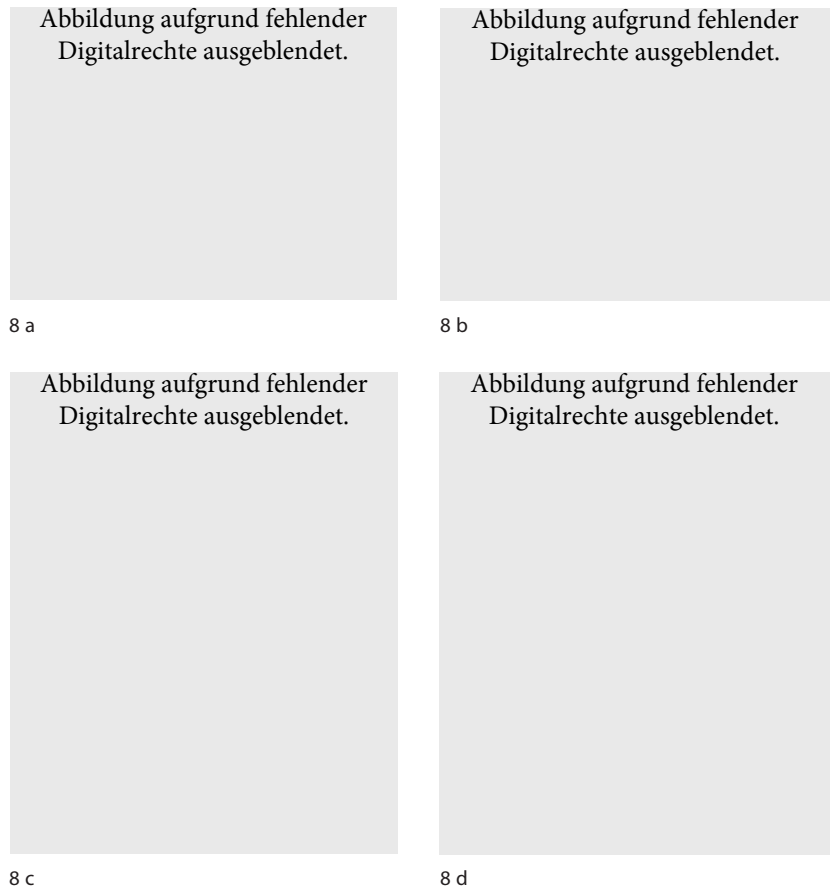 Abbildung aufgrund fehlender
Digitalrechte ausgeblendet.
8 a
Abbildung aufgrund fehlender
Digitalrechte ausgeblendet.
8 b
Abbildung aufgrund fehlender
Digitalrechte ausgeblendet.
8 c
Abbildung aufgrund fehlender
Digitalrechte ausgeblendet.
8 d